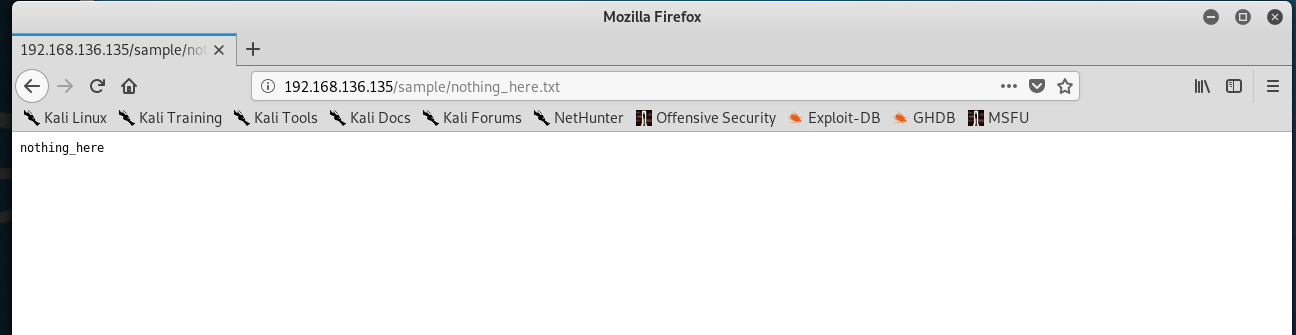 Mozilla Firefox
192.168.136.135/sample/not
192.168.136.135/sample/nothing_here.txt
Kali Linux Kali Training Kali Tools Kali Docs Kali Forums NetHunter Offensive Security Exploit-DB GHDB MSFU
nothing_here